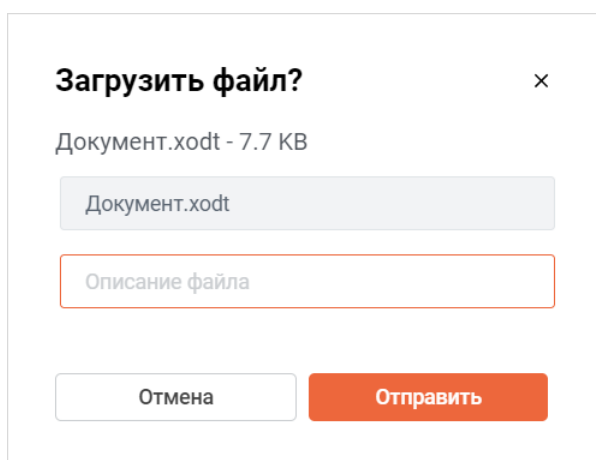 Загрузить файл?
Документ.xodt - 7.7 KB
Документ.xodt
Описание файла
Отмена
Отправить